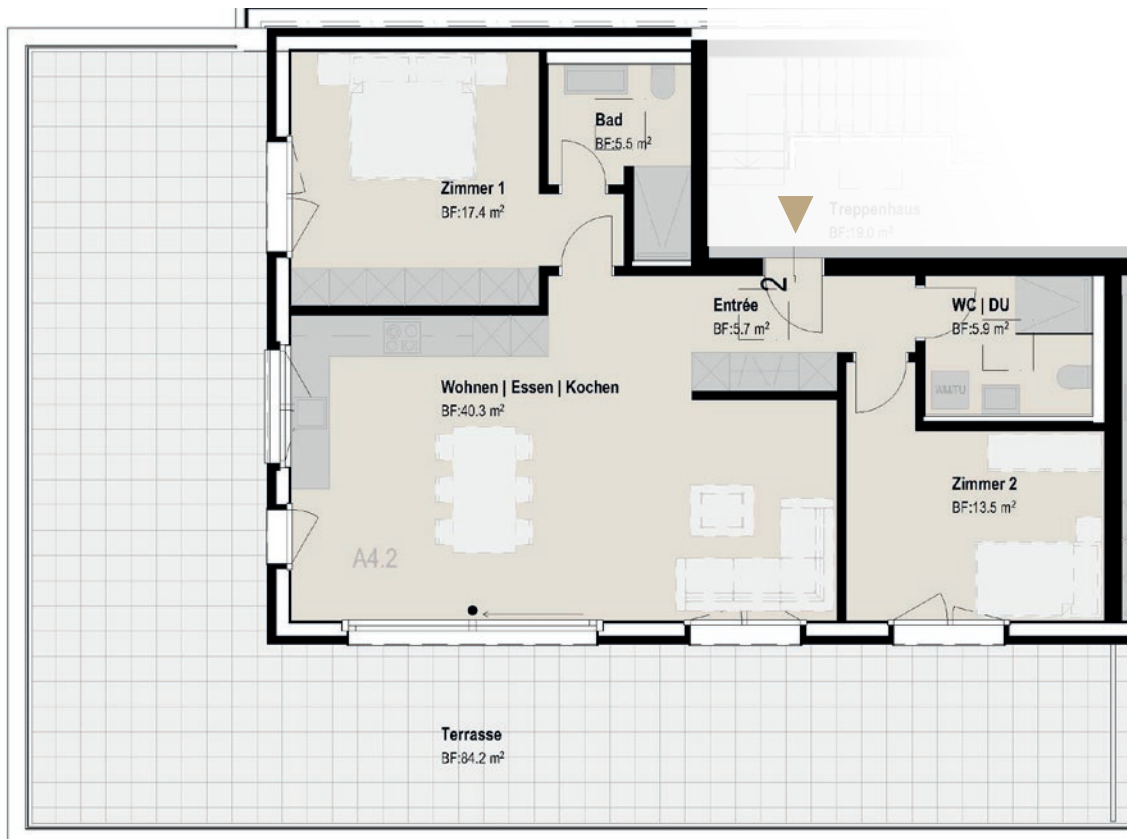 Bad
BF:5.5 m²
Zimmer 1
BF:17.4 m²
Treppenhaus
BF:19.0 m²
2
Entrée
BF:5.7 m²
WC | DU
BF:5.9 m²
WM/TU
Wohnen | Essen | Kochen
BF:40.3 m²
Zimmer 2
BF:13.5 m²
A4.2
Terrasse
BF:84.2 m²